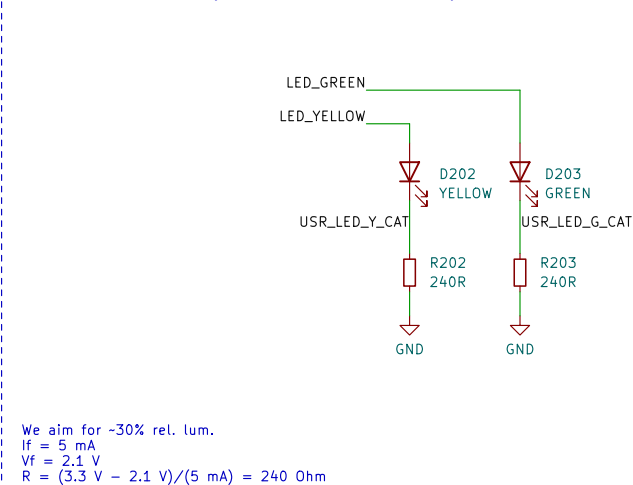 LED_GREEN
LED_YELLOW
D202
YELLOW
D203
GREEN
USR_LED_Y_CAT
USR_LED_G_CAT
R202
240R
R203
240R
GND
GND
We aim for ~30% rel. lum.
If = 5 mA
Vf = 2.1 V
R = (3.3 V - 2.1 V)/(5 mA) = 240 Ohm